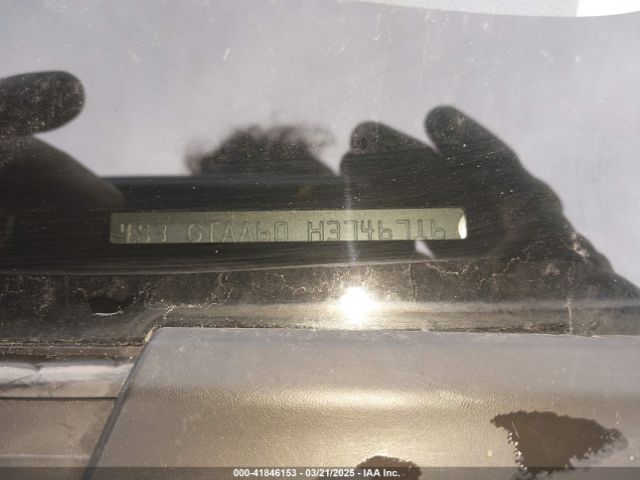 4S3 GTAA60 H3746716
000-41846153 — 03/21/2025 — IAA Inc.